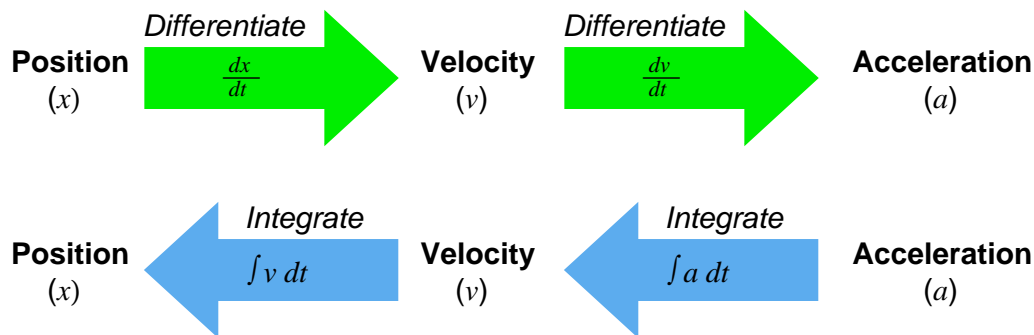 Differentiate Differentiate
Position dx/dt Velocity dv/dt Acceleration
(x) (v) (a)
Integrate Integrate
Position ∫v dt Velocity ∫a dt Acceleration
(x) (v) (a)